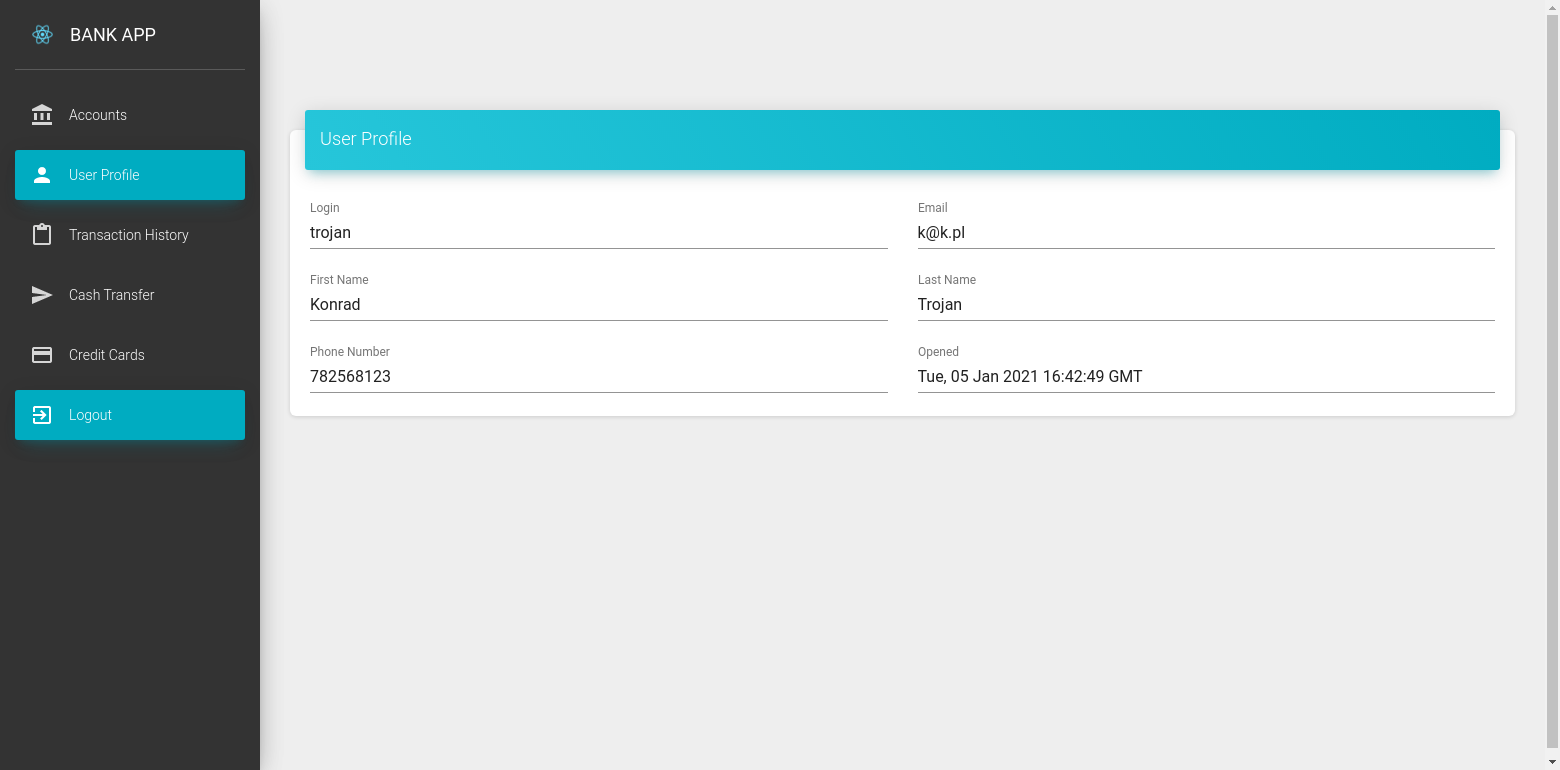 BANK APP
Accounts
User Profile
Transaction History
Cash Transfer
Credit Cards
Logout
User Profile
Login
trojan
Email
k@k.pl
First Name
Konrad
Last Name
Trojan
Phone Number
782568123
Opened
Tue, 05 Jan 2021 16:42:49 GMT